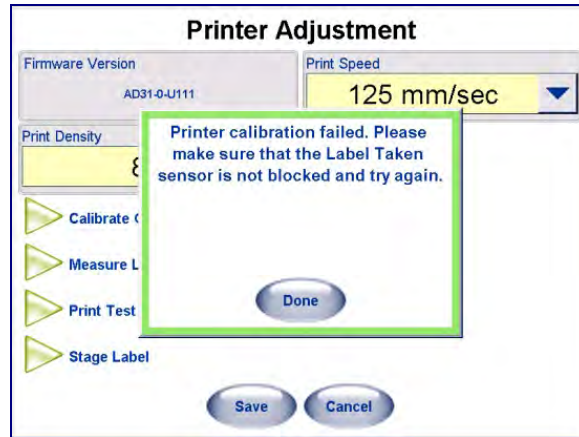 Printer Adjustment
Firmware Version
Print Speed
AD31-0-U111
125 mm/sec
Print Density
Printer calibration failed. Please
make sure that the Label Taken
sensor is not blocked and try again.
Calibrate
Measure
Print Test
Stage Label
Done
Save
Cancel